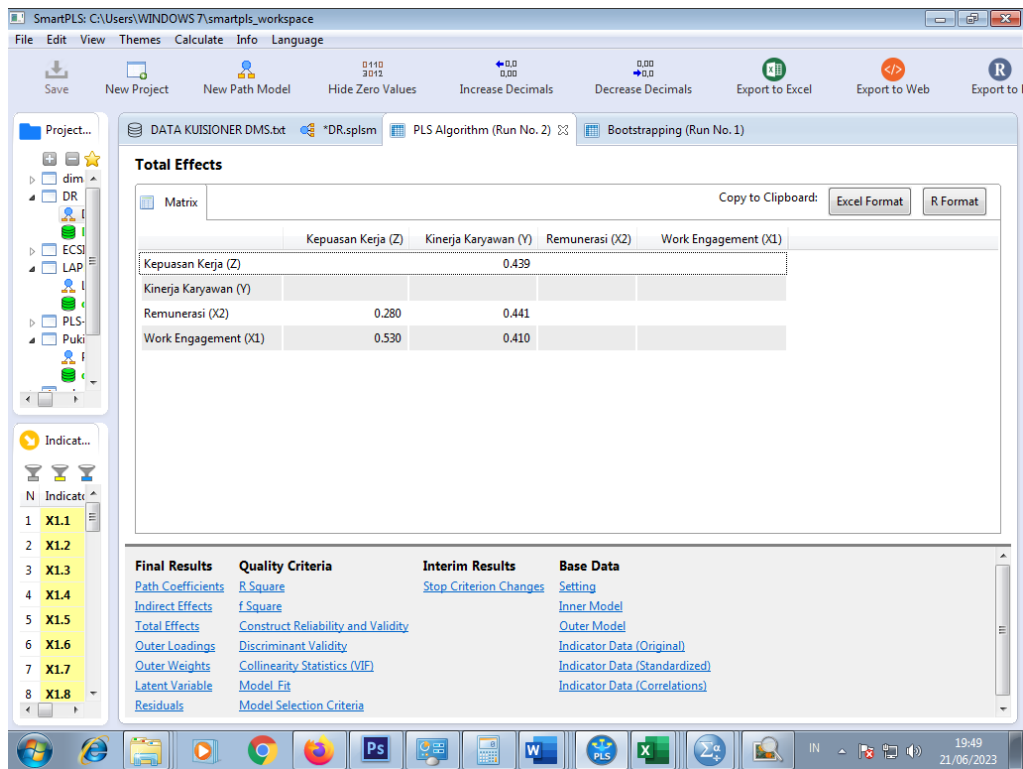 SmartPLS: C:\Users\WINDOWS 7\smartpls_workspace
File Edit View Themes Calculate Info Language
Save New Project New Path Model Hide Zero Values Increase Decimals Decrease Decimals Export to Excel Export to Web Export to
Project... DATA KUISIONER DMS.txt *DR.splsm PLS Algorithm (Run No. 2) Bootstrapping (Run No. 1)
dim
DR
ECSI
LAP
PLS-
Puki
Total Effects
Matrix Copy to Clipboard: Excel Format R Format
Kepuasan Kerja (Z) Kinerja Karyawan (Y) Remunerasi (X2) Work Engagement (X1)
Kepuasan Kerja (Z) 0.439
Kinerja Karyawan (Y)
Remunerasi (X2) 0.280 0.441
Work Engagement (X1) 0.530 0.410
Indicat...
N Indicato
1 X1.1
2 X1.2
3 X1.3
4 X1.4
5 X1.5
6 X1.6
7 X1.7
8 X1.8
Final Results Quality Criteria Interim Results Base Data
Path Coefficients R Square Stop Criterion Changes Setting
Indirect Effects f Square Inner Model
Total Effects Construct Reliability and Validity Outer Model
Outer Loadings Discriminant Validity Indicator Data (Original)
Outer Weights Collinearity Statistics (VIF) Indicator Data (Standardized)
Latent Variable Model_Fit Indicator Data (Correlations)
Residuals Model Selection Criteria
Ps PLS IN 19:49
21/06/2023